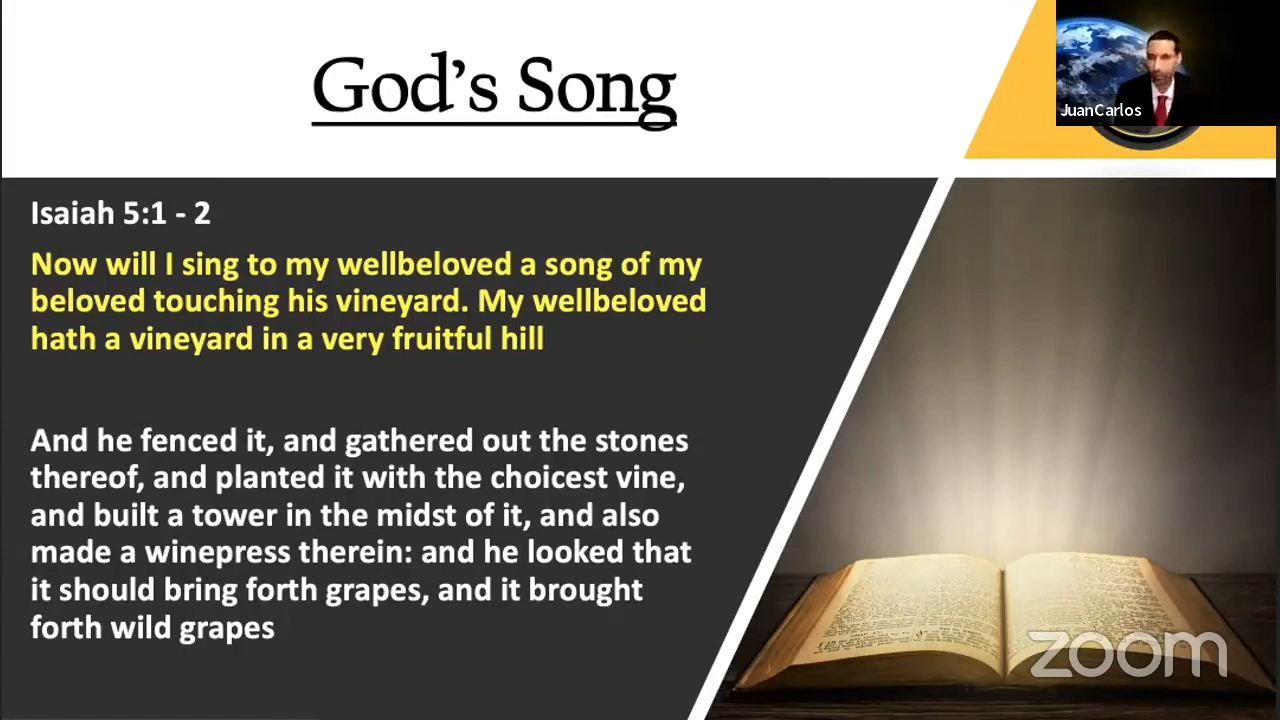 God's Song
JuanCarlos
Isaiah 5:1 - 2
Now will I sing to my wellbeloved a song of my
beloved touching his vineyard. My wellbeloved
hath a vineyard in a very fruitful hill
And he fenced it, and gathered out the stones
thereof, and planted it with the choicest vine,
and built a tower in the midst of it, and also
made a winepress therein: and he looked that
it should bring forth grapes, and it brought
forth wild grapes
zoom